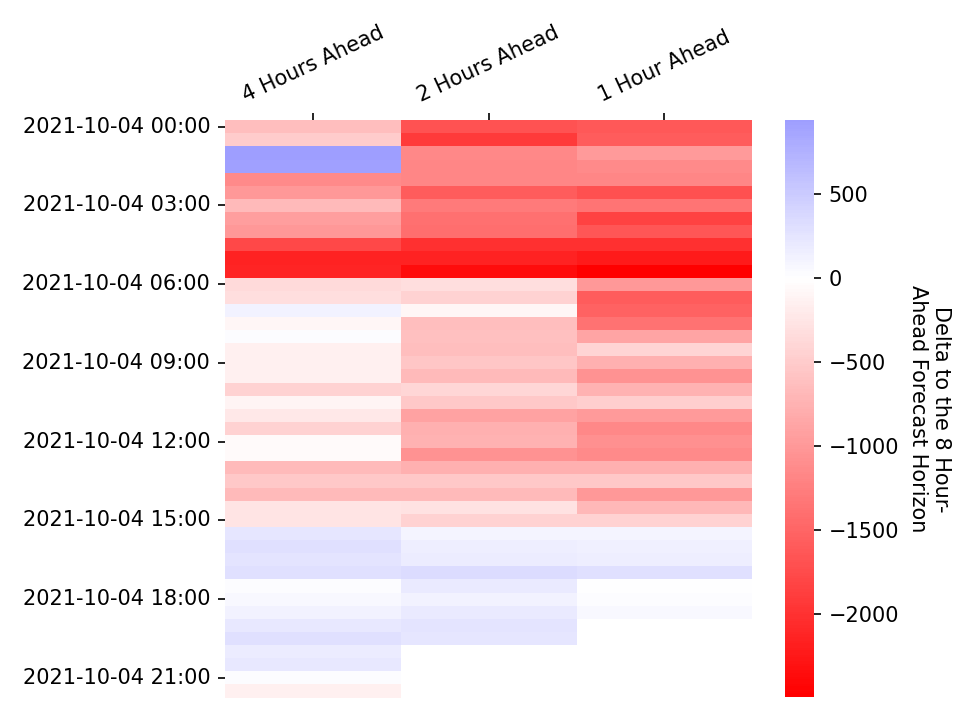 4 Hours Ahead
2 Hours Ahead
1 Hour Ahead
2021-10-04 00:00
2021-10-04 03:00
2021-10-04 06:00
2021-10-04 09:00
2021-10-04 12:00
2021-10-04 15:00
2021-10-04 18:00
2021-10-04 21:00
500
0
−500
−1000
−1500
−2000
Delta to the 8 Hour-
Ahead Forecast Horizon